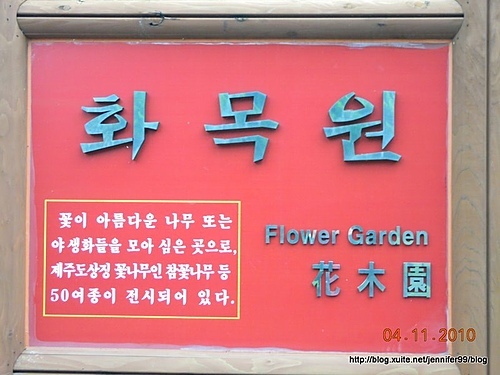 화목원
꽃이 아름다운 나무 또는
야생화들을 모아 심은 곳으로,
제주도상징 꽃나무인 참꽃나무 등
50여종이 전시되어 있다.
Flower Garden
花木園
04.11.2010
http://blog.xuite.net/jennifer99/blog